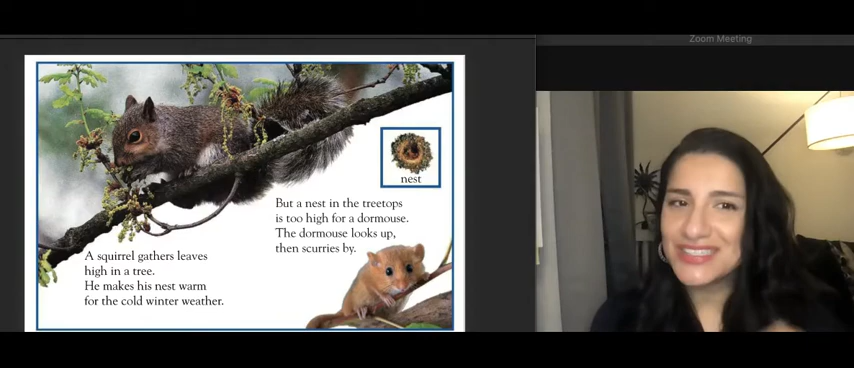 Zoom Meeting
nest
But a nest in the treetops
is too high for a dormouse.
The dormouse looks up,
then scurries by.
A squirrel gathers leaves
high in a tree.
He makes his nest warm
for the cold winter weather.